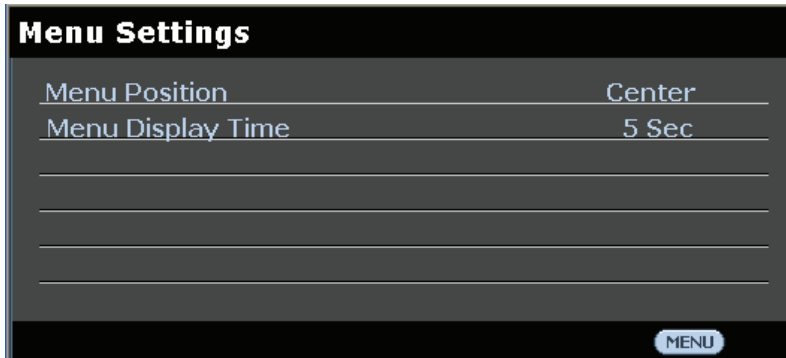 Menu Settings
Menu Position Center
Menu Display Time 5 Sec
MENU